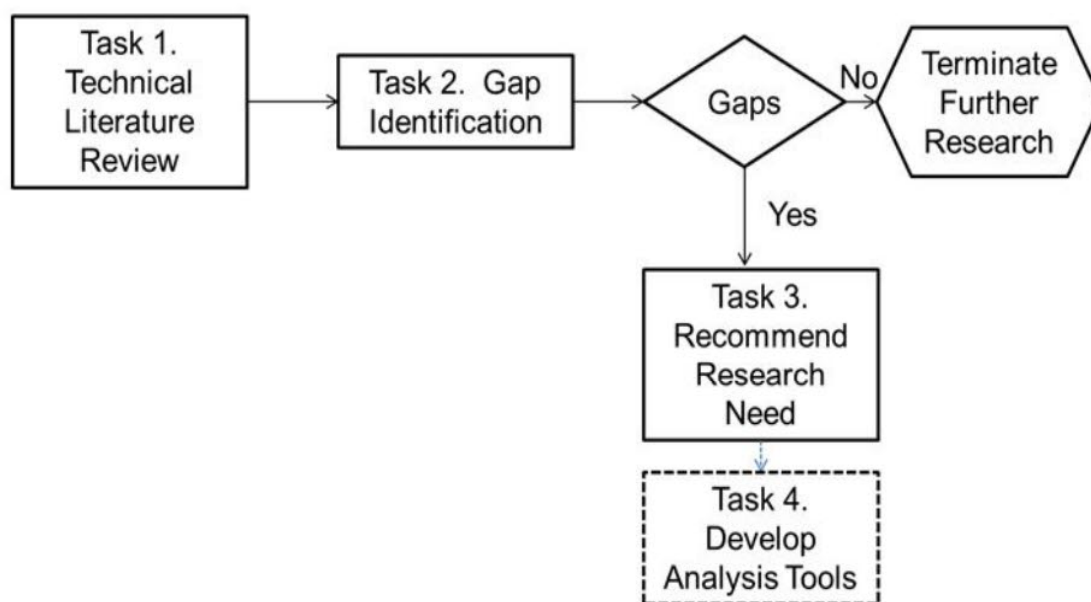 Task 1.
Technical
Literature
Review
Task 2.  Gap
Identification
Gaps
No
Terminate
Further
Research
Yes
Task 3.
Recommend
Research
Need
Task 4.
Develop
Analysis Tools